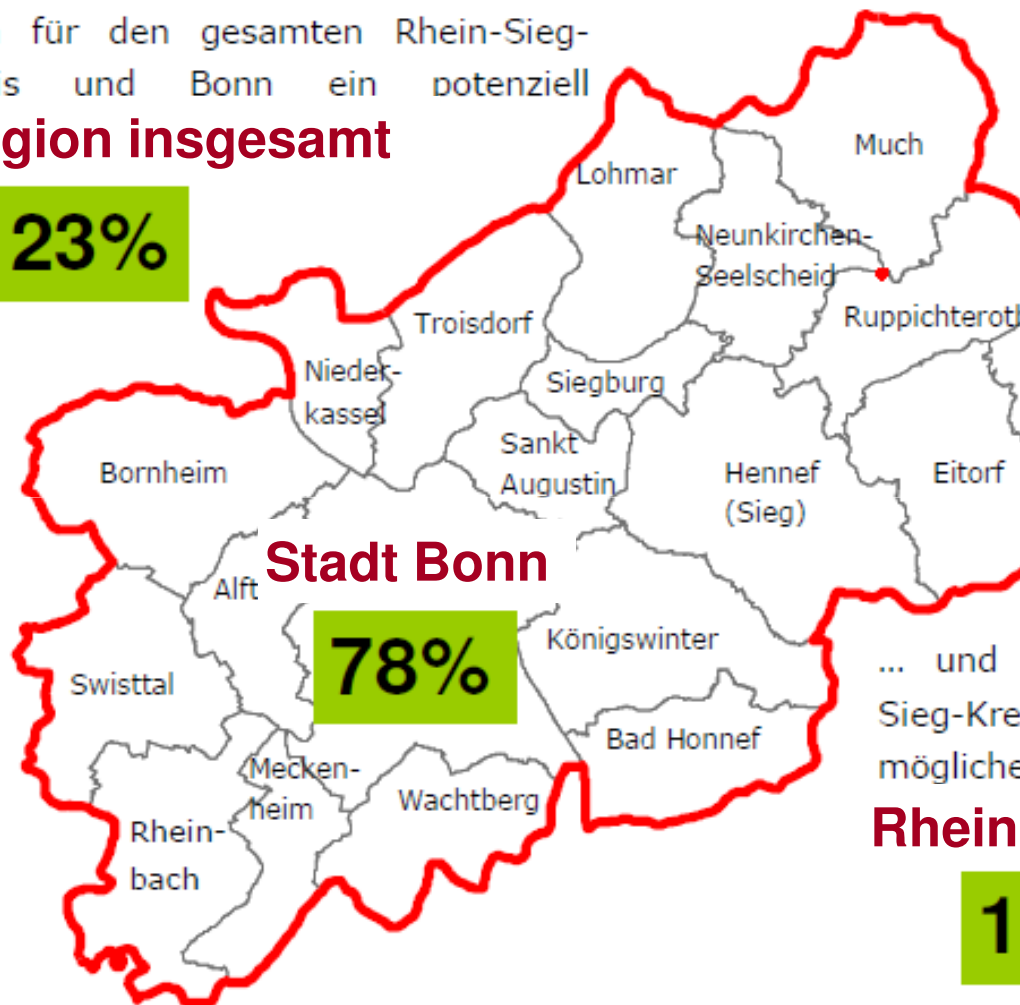 für den gesamten Rhein-Sieg-
und Bonn ein potenziell
gion insgesamt
23%
Much
Lohmar
Neunkirchen-
Seelscheid
Ruppichterot
Troisdorf
Nieder-
kassel
Siegburg
Sankt
Augustin
Bornheim
Hennef
(Sieg)
Eitorf
Stadt Bonn
Alft
78%
Königswinter
Swisttal
Bad Honnef
... und
Sieg-Kre
mögliche
Mecken-
heim
Wachtberg
Rhein-
bach
Rhein
1